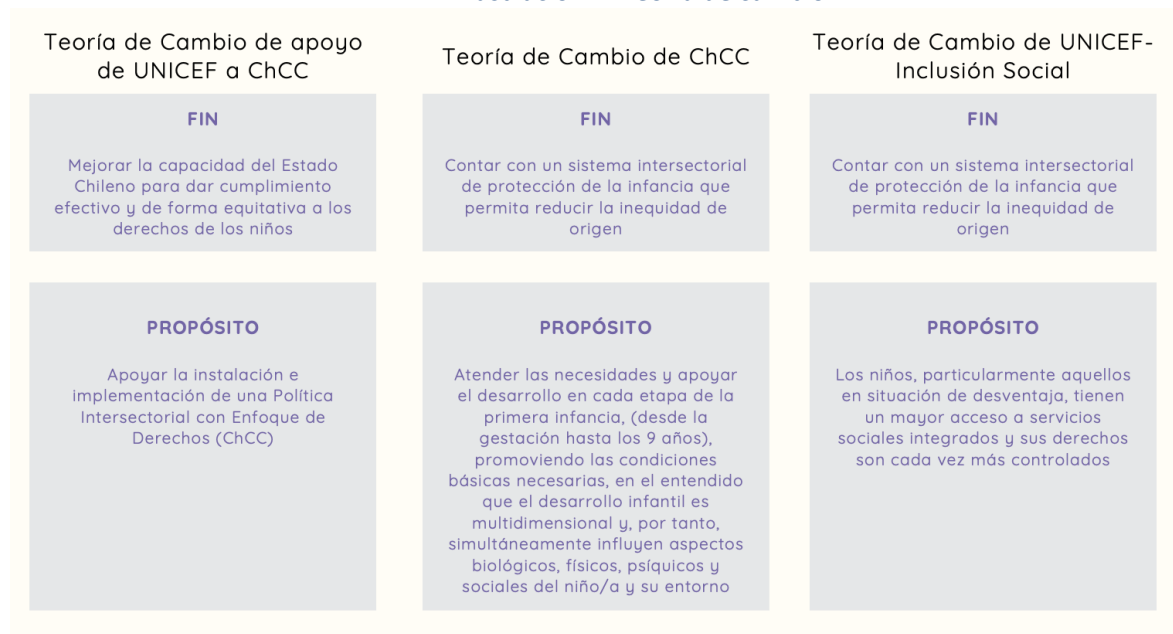 Teoría de Cambio de apoyo
de UNICEF a ChCC
FIN
Mejorar la capacidad del Estado
Chileno para dar cumplimiento
efectivo y de forma equitativa a los
derechos de los niños
PROPÓSITO
Apoyar la instalación e
implementación de una Política
Intersectorial con Enfoque de
Derechos (ChCC)
Teoría de Cambio de ChCC
FIN
Contar con un sistema intersectorial
de protección de la infancia que
permita reducir la inequidad de
origen
PROPÓSITO
Atender las necesidades y apoyar
el desarrollo en cada etapa de la
primera infancia, (desde la
gestación hasta los 9 años),
promoviendo las condiciones
básicas necesarias, en el entendido
que el desarrollo infantil es
multidimensional y, por tanto,
simultáneamente influyen aspectos
biológicos, físicos, psíquicos y
sociales del niño/a y su entorno
Teoría de Cambio de UNICEF-
Inclusión Social
FIN
Contar con un sistema intersectorial
de protección de la infancia que
permita reducir la inequidad de
origen
PROPÓSITO
Los niños, particularmente aquellos
en situación de desventaja, tienen
un mayor acceso a servicios
sociales integrados y sus derechos
son cada vez más controlados